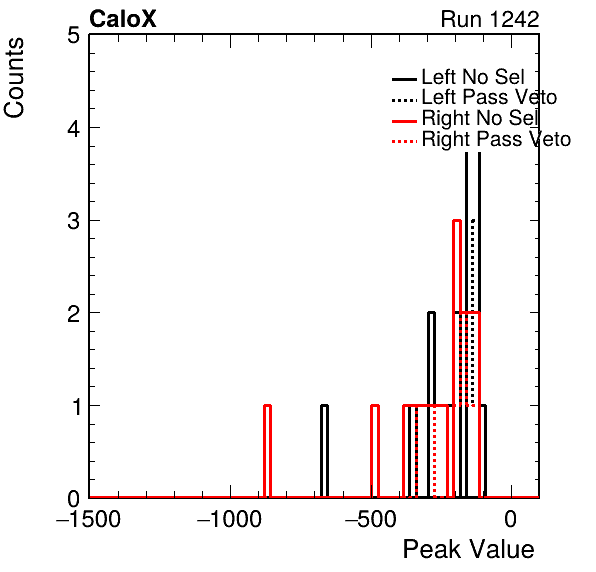 CaloX Run 1242
Counts
5
4
3
2
1
0
Left No Sel
Left Pass Veto
Right No Sel
Right Pass Veto
−1500 −1000 −500 0
Peak Value